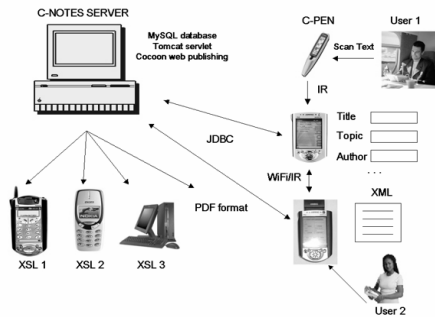 C-NOTES SERVER
MySQL database
Tomcat servlet
Cocoon web publishing
C-PEN
User 1
Scan Text
IR
JDBC
Title
Topic
Author
. . .
WiFi/IR
XML
PDF format
XSL 1
XSL 2
XSL 3
User 2